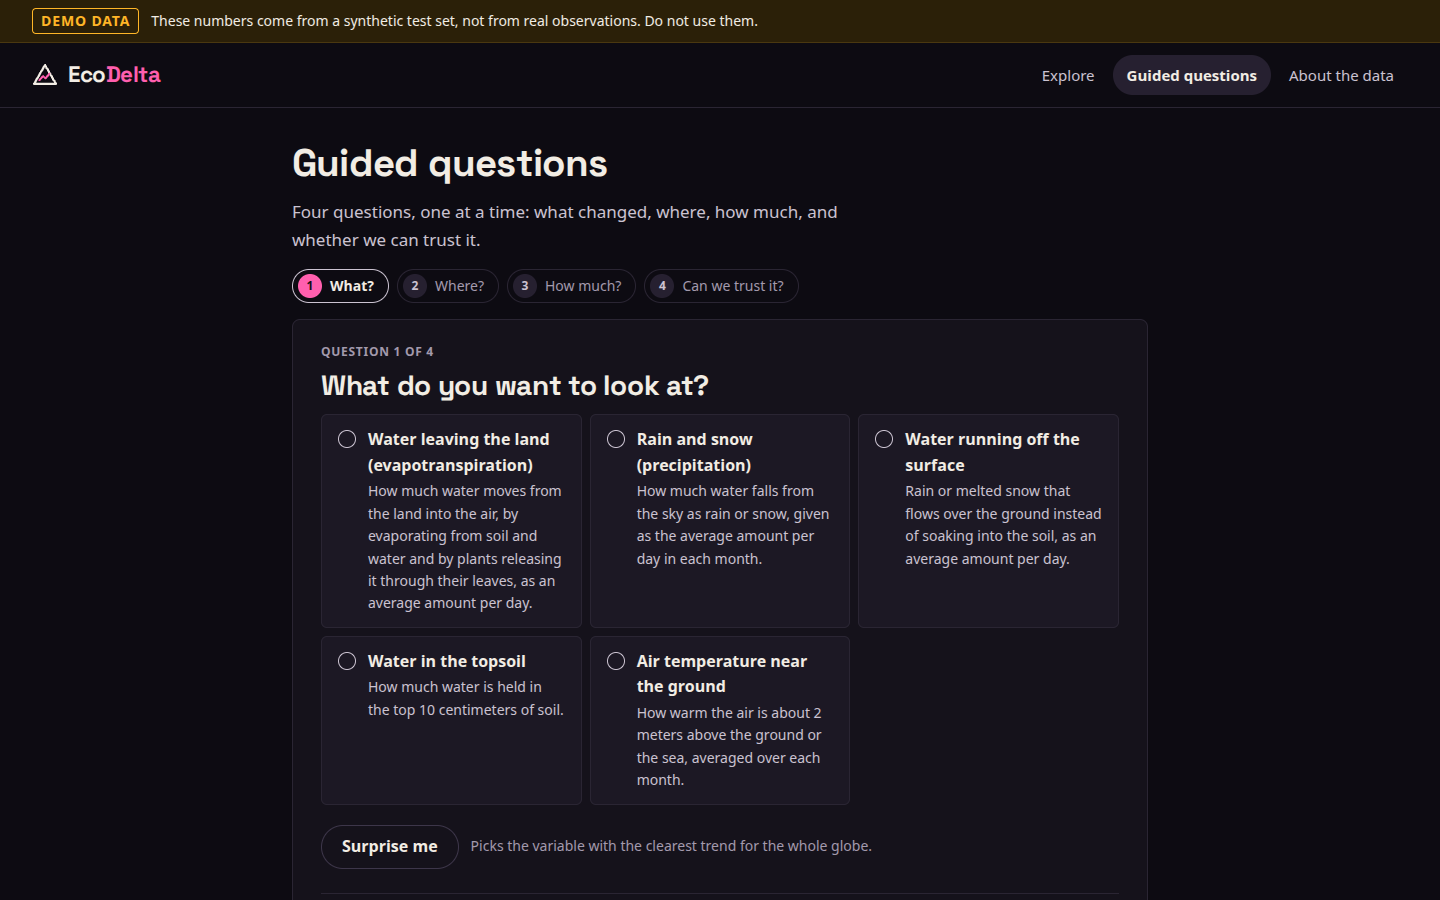 DEMO DATA These numbers come from a synthetic test set, not from real observations. Do not use them.
EcoDelta
Explore Guided questions About the data
Guided questions
Four questions, one at a time: what changed, where, how much, and
whether we can trust it.
1 What? 2 Where? 3 How much? 4 Can we trust it?
QUESTION 1 OF 4
What do you want to look at?
Water leaving the land
(evapotranspiration)
How much water moves from
the land into the air, by
evaporating from soil and
water and by plants releasing
it through their leaves, as an
average amount per day.
Rain and snow
(precipitation)
How much water falls from
the sky as rain or snow, given
as the average amount per
day in each month.
Water running off the
surface
Rain or melted snow that
flows over the ground instead
of soaking into the soil, as an
average amount per day.
Water in the topsoil
How much water is held in
the top 10 centimeters of soil.
Air temperature near
the ground
How warm the air is about 2
meters above the ground or
the sea, averaged over each
month.
Surprise me Picks the variable with the clearest trend for the whole globe.